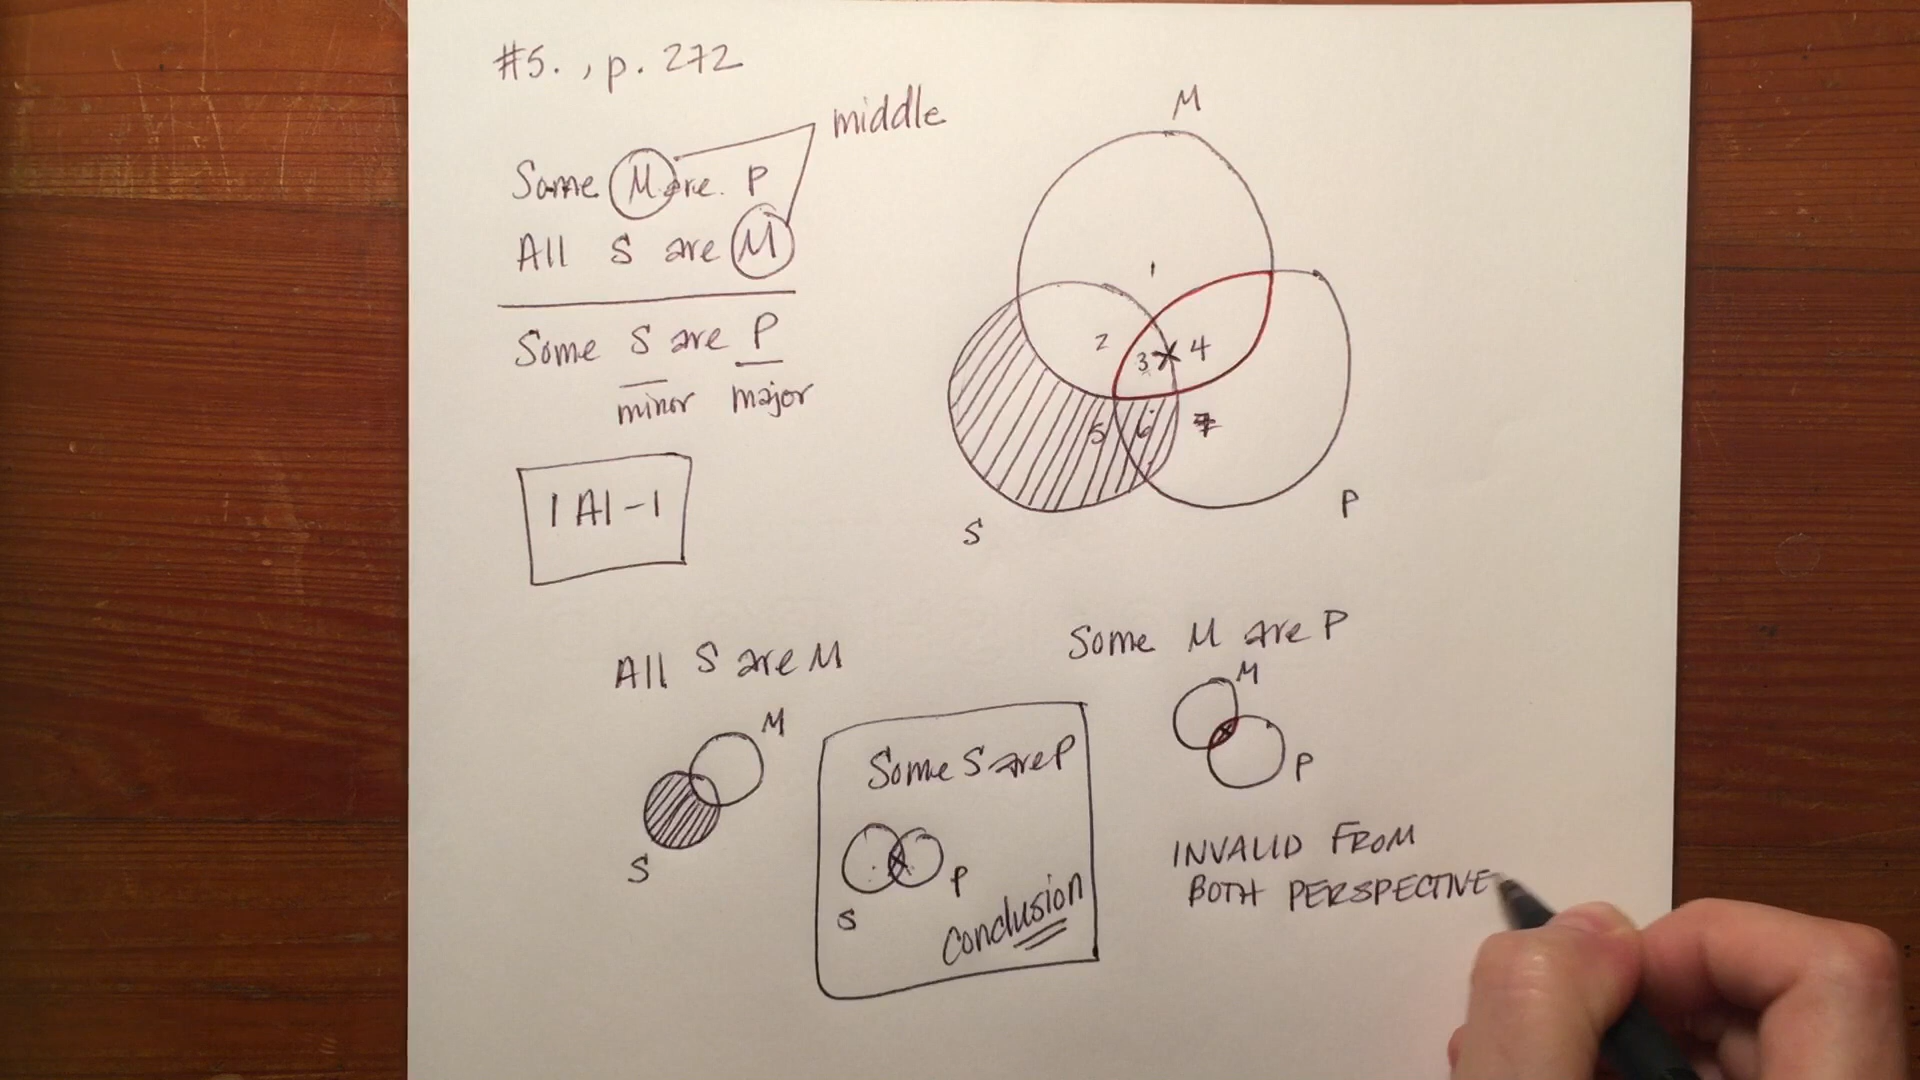 #5. , p. 272
middle
Some M are P
All S are M
Some S are P
minor major
IAI-1
M
1
2
3
4
5
6
7
S
P
All S are M
M
S
Some S are P
S
P
Conclusion
Some M are P
M
P
INVALID FROM
BOTH PERSPECTIVE